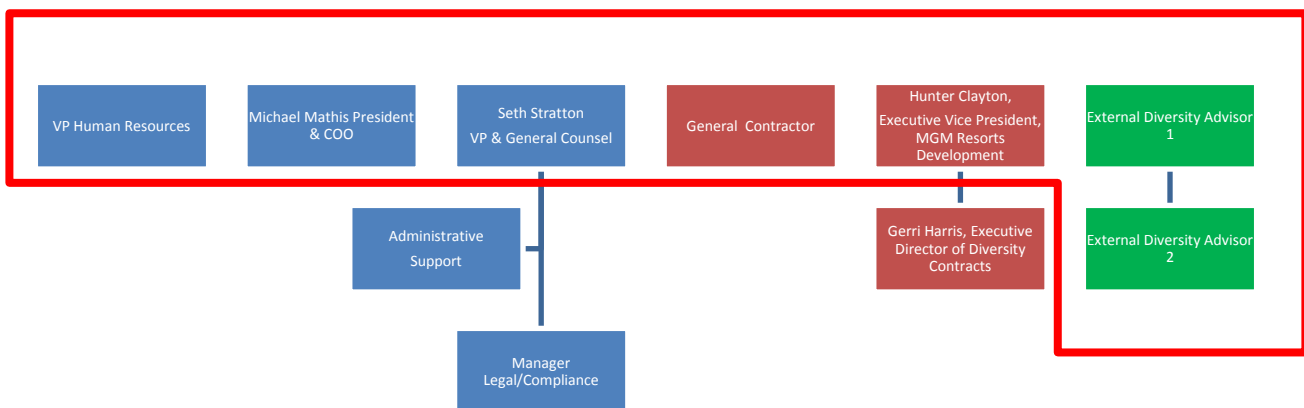 VP Human Resources
Michael Mathis President
& COO
Seth Stratton
VP & General Counsel
General Contractor
Hunter Clayton,
Executive Vice President,
MGM Resorts
Development
External Diversity Advisor
1
Administrative
Support
Gerri Harris, Executive
Director of Diversity
Contracts
External Diversity Advisor
2
Manager
Legal/Compliance